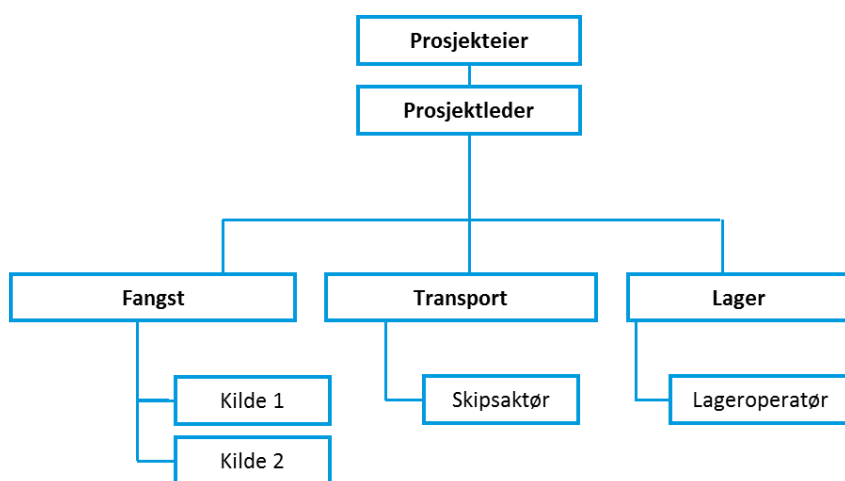 Prosjekteier
Prosjektleder
Fangst
Transport
Lager
Kilde 1
Skipsaktør
Lageroperatør
Kilde 2